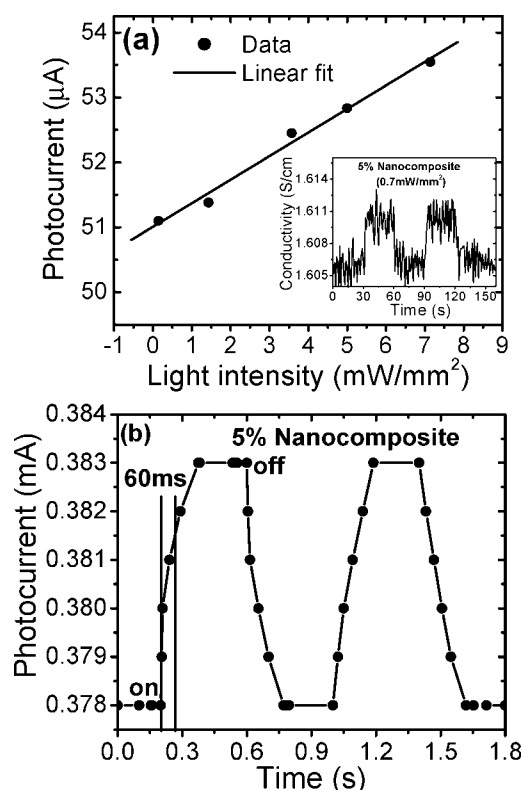 (a)
Data
Linear fit
Photocurrent (μA)
54
53
52
51
50
5% Nanocomposite
(0.7mW/mm²)
Conductivity (S/cm)
1.614
1.611
1.608
1.605
0 30 60 90 120 150
Time (s)
-1 0 1 2 3 4 5 6 7 8 9
Light intensity (mW/mm²)
(b)
5% Nanocomposite
60ms
off
on
Photocurrent (mA)
0.384
0.383
0.382
0.381
0.380
0.379
0.378
0.0 0.3 0.6 0.9 1.2 1.5 1.8
Time (s)